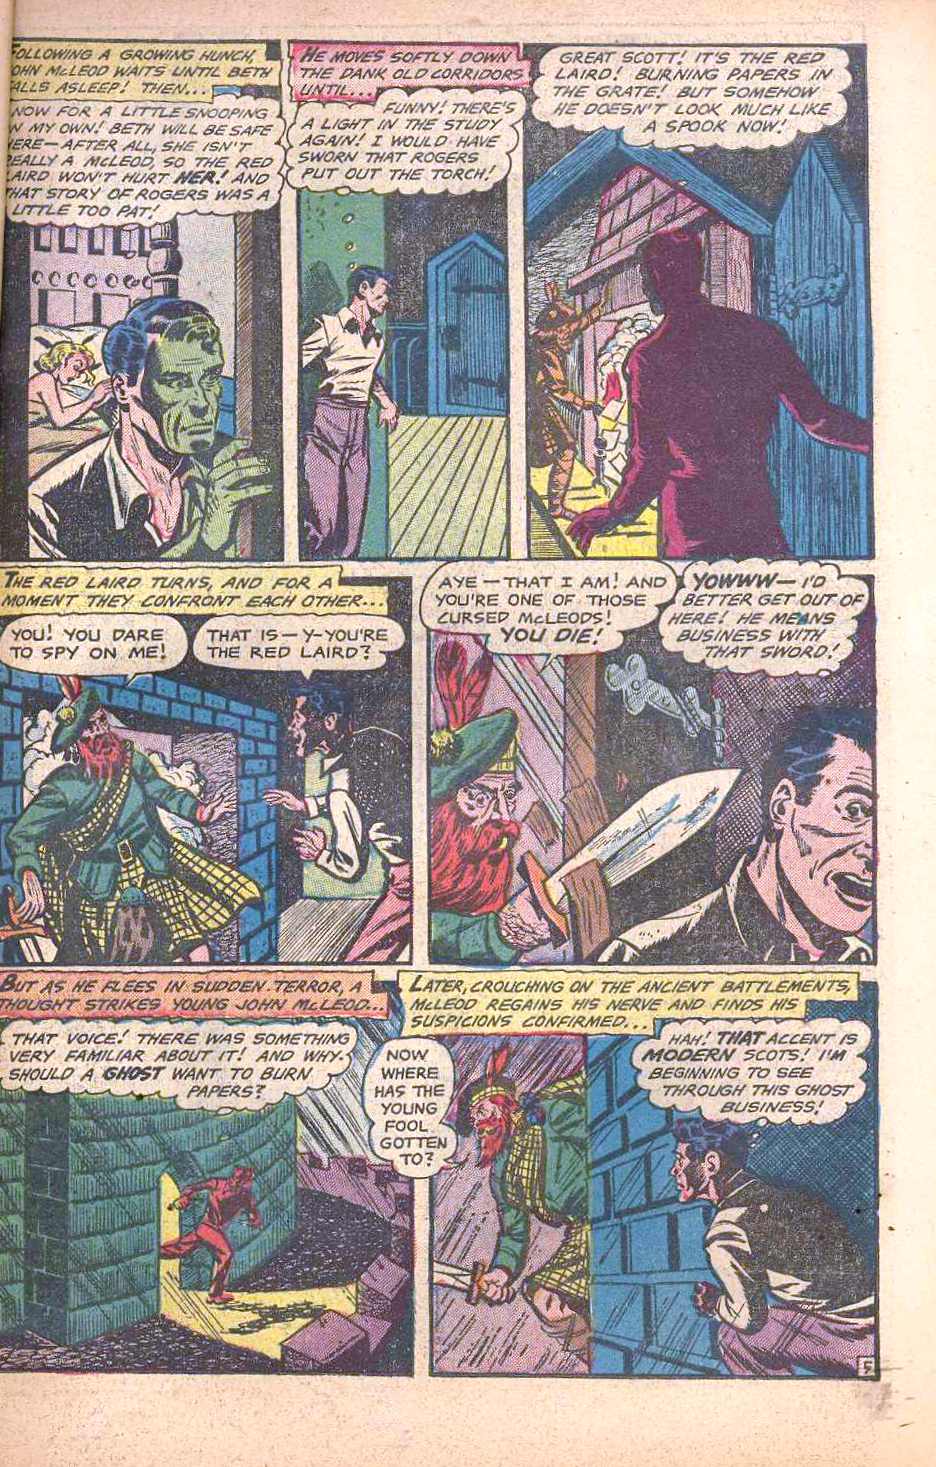 FOLLOWING A GROWING HUNCH,
JOHN McLEOD WAITS UNTIL BETH
FALLS ASLEEP! THEN...
NOW FOR A LITTLE SNOOPING
ON MY OWN! BETH WILL BE SAFE
HERE—AFTER ALL, SHE ISN'T
REALLY A McLEOD, SO THE RED
LAIRD WON'T HURT HER! AND
THAT STORY OF ROGERS WAS A
LITTLE TOO PAT!
HE MOVES SOFTLY DOWN
THE DANK OLD CORRIDORS
UNTIL...
FUNNY! THERE'S
A LIGHT IN THE STUDY
AGAIN! I WOULD HAVE
SWORN THAT ROGERS
PUT OUT THE TORCH!
GREAT SCOTT! IT'S THE RED
LAIRD! BURNING PAPERS IN
THE GRATE! BUT SOMEHOW
HE DOESN'T LOOK MUCH LIKE
A SPOOK NOW!
THE RED LAIRD TURNS, AND FOR A
MOMENT THEY CONFRONT EACH OTHER...
YOU! YOU DARE
TO SPY ON ME!
THAT IS—Y-YOU'RE
THE RED LAIRD?
AYE—THAT I AM! AND
YOU'RE ONE OF THOSE
CURSED McLEODS!
YOU DIE!
YOWWW—I'D
BETTER GET OUT OF
HERE! HE MEANS
BUSINESS WITH
THAT SWORD!
BUT AS HE FLEES IN SUDDEN TERROR, A
THOUGHT STRIKES YOUNG JOHN McLEOD...
THAT VOICE! THERE WAS SOMETHING
VERY FAMILIAR ABOUT IT! AND WHY
SHOULD A GHOST WANT TO BURN
PAPERS?
LATER, CROUCHING ON THE ANCIENT BATTLEMENTS,
McLEOD REGAINS HIS NERVE AND FINDS HIS
SUSPICIONS CONFIRMED...
NOW
WHERE
HAS THE
YOUNG
FOOL
GOTTEN
TO?
HAH! THAT ACCENT IS
MODERN SCOTS! I'M
BEGINNING TO SEE
THROUGH THIS GHOST
BUSINESS!
5